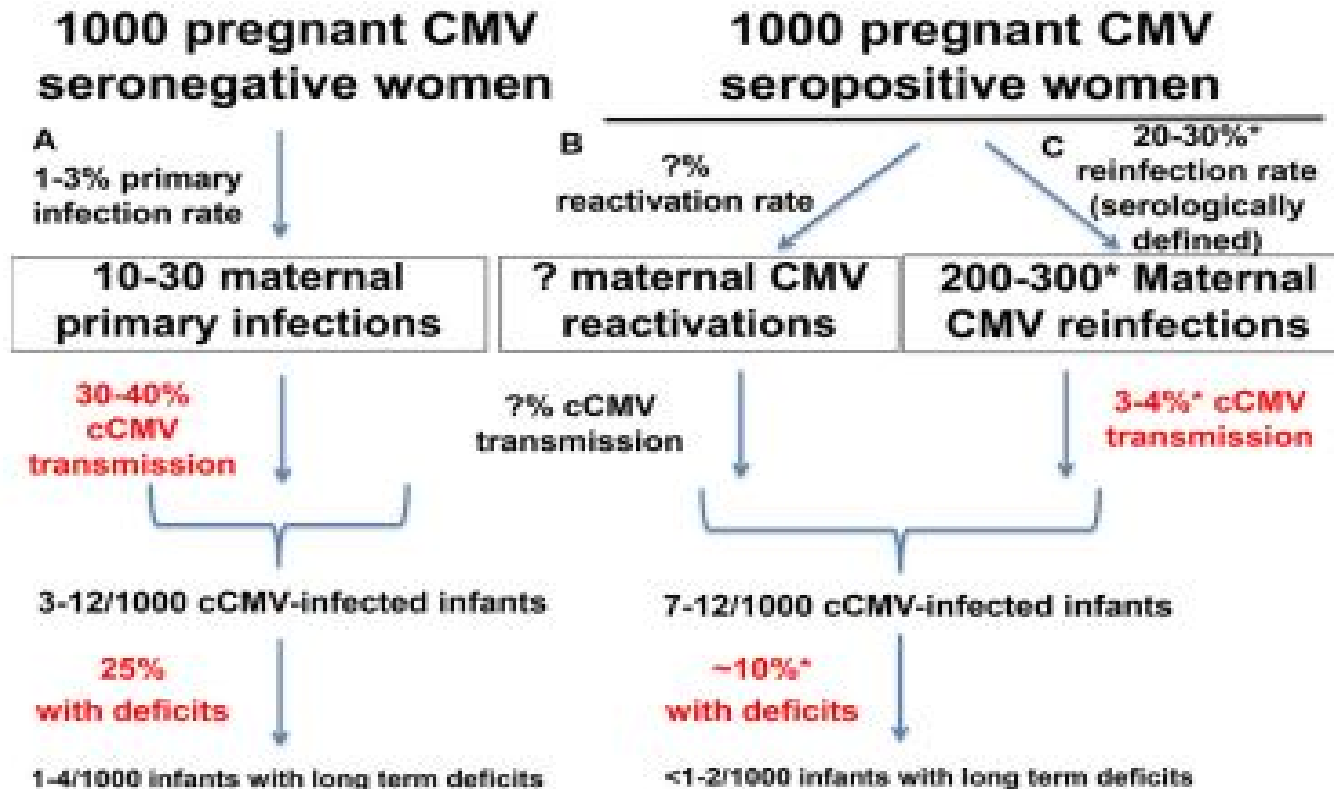 1000 pregnant CMV
seronegative women
A
1-3% primary
infection rate
10-30 maternal
primary infections
30-40%
cCMV
transmission
3-12/1000 cCMV-infected infants
25%
with deficits
1-4/1000 infants with long term deficits
1000 pregnant CMV
seropositive women
B
?%
reactivation rate
C
20-30%*
reinfection rate
(serologically
defined)
? maternal CMV
reactivations
200-300* Maternal
CMV reinfections
?% cCMV
transmission
3-4%* cCMV
transmission
7-12/1000 cCMV-infected infants
~10%*
with deficits
<1-2/1000 infants with long term deficits